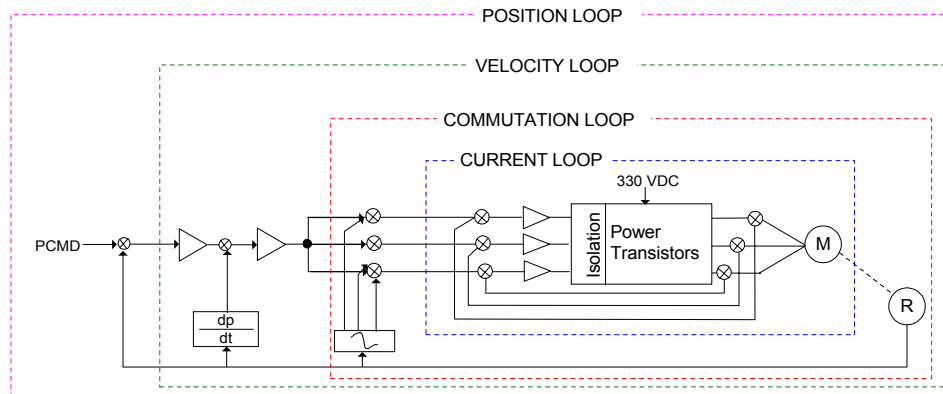 POSITION LOOP
VELOCITY LOOP
COMMUTATION LOOP
CURRENT LOOP
330 VDC
PCMD
Isolation
Power
Transistors
M
R
dp
dt